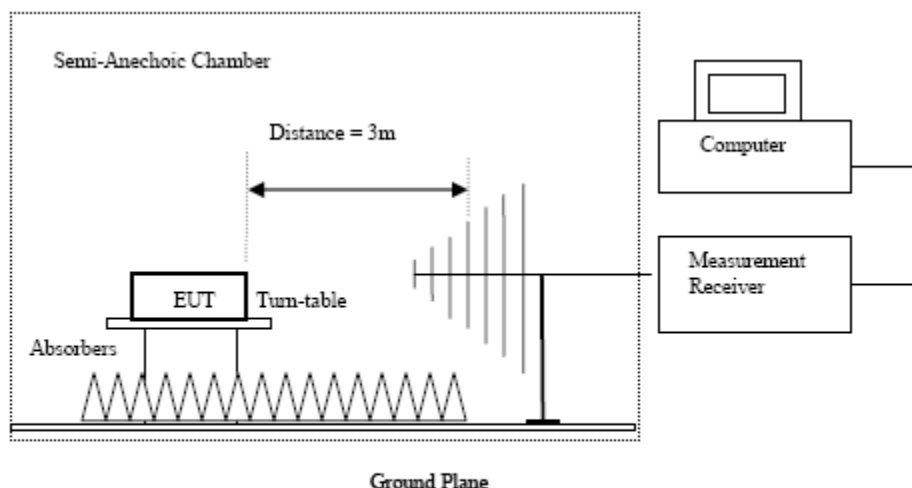 Semi-Anechoic Chamber
Distance = 3m
Computer
Measurement
Receiver
EUT
Turn-table
Absorbers
Ground Plane